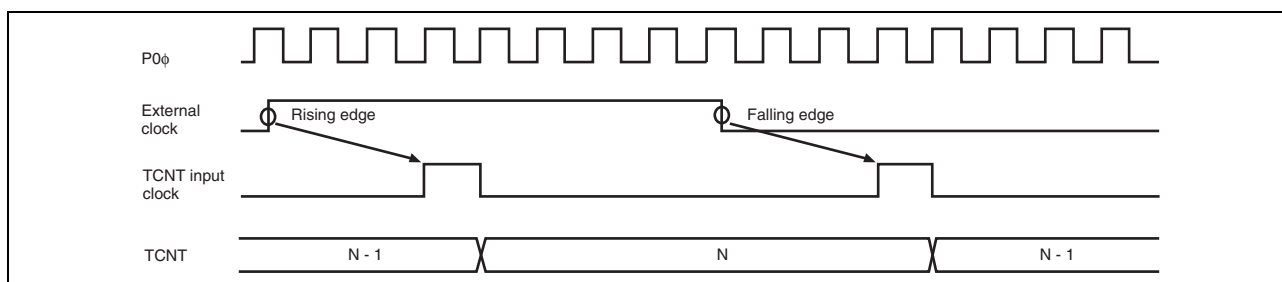 P0ϕ
External
clock
Rising edge
Falling edge
TCNT input
clock
TCNT
N - 1
N
N - 1